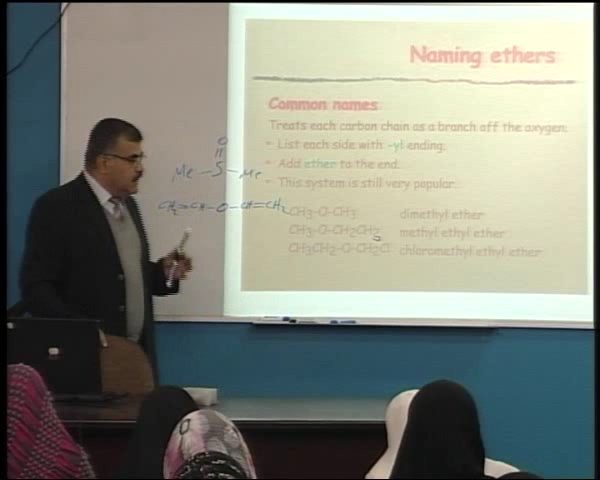 Naming ethers
Common names
Treats each carbon chain as a branch off the oxygen.
• List each side with -yl ending.
• Add ether to the end.
• This system is still very popular.
CH3-O-CH3 dimethyl ether
CH3-O-CH2CH3 methyl ethyl ether
CH3CH2-O-CH2Cl chloromethyl ethyl ether
O
||
Me-S-Me
CH2=CH-O-CH=CH2